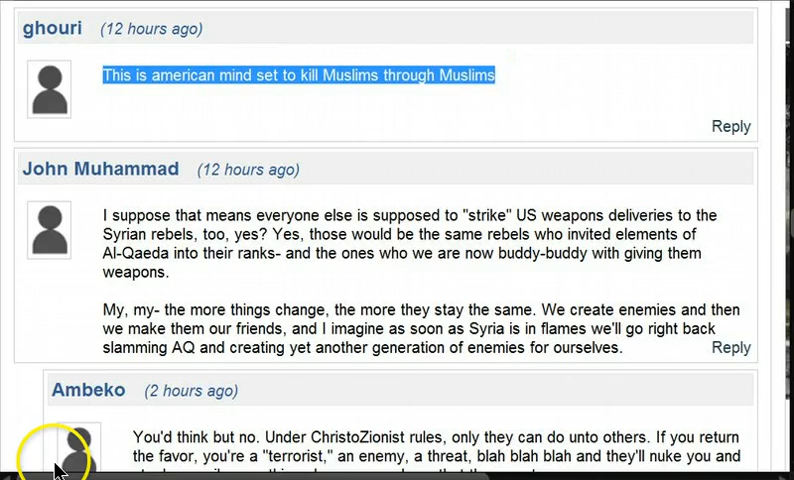 ghouri (12 hours ago)
This is american mind set to kill Muslims through Muslims
Reply
John Muhammad (12 hours ago)
I suppose that means everyone else is supposed to "strike" US weapons deliveries to the
Syrian rebels, too, yes? Yes, those would be the same rebels who invited elements of
Al-Qaeda into their ranks- and the ones who we are now buddy-buddy with giving them
weapons.
My, my- the more things change, the more they stay the same. We create enemies and then
we make them our friends, and I imagine as soon as Syria is in flames we'll go right back
slamming AQ and creating yet another generation of enemies for ourselves.
Reply
Ambeko (2 hours ago)
You'd think but no. Under ChristoZionist rules, only they can do unto others. If you return
the favor, you're a "terrorist," an enemy, a threat, blah blah blah and they'll nuke you and